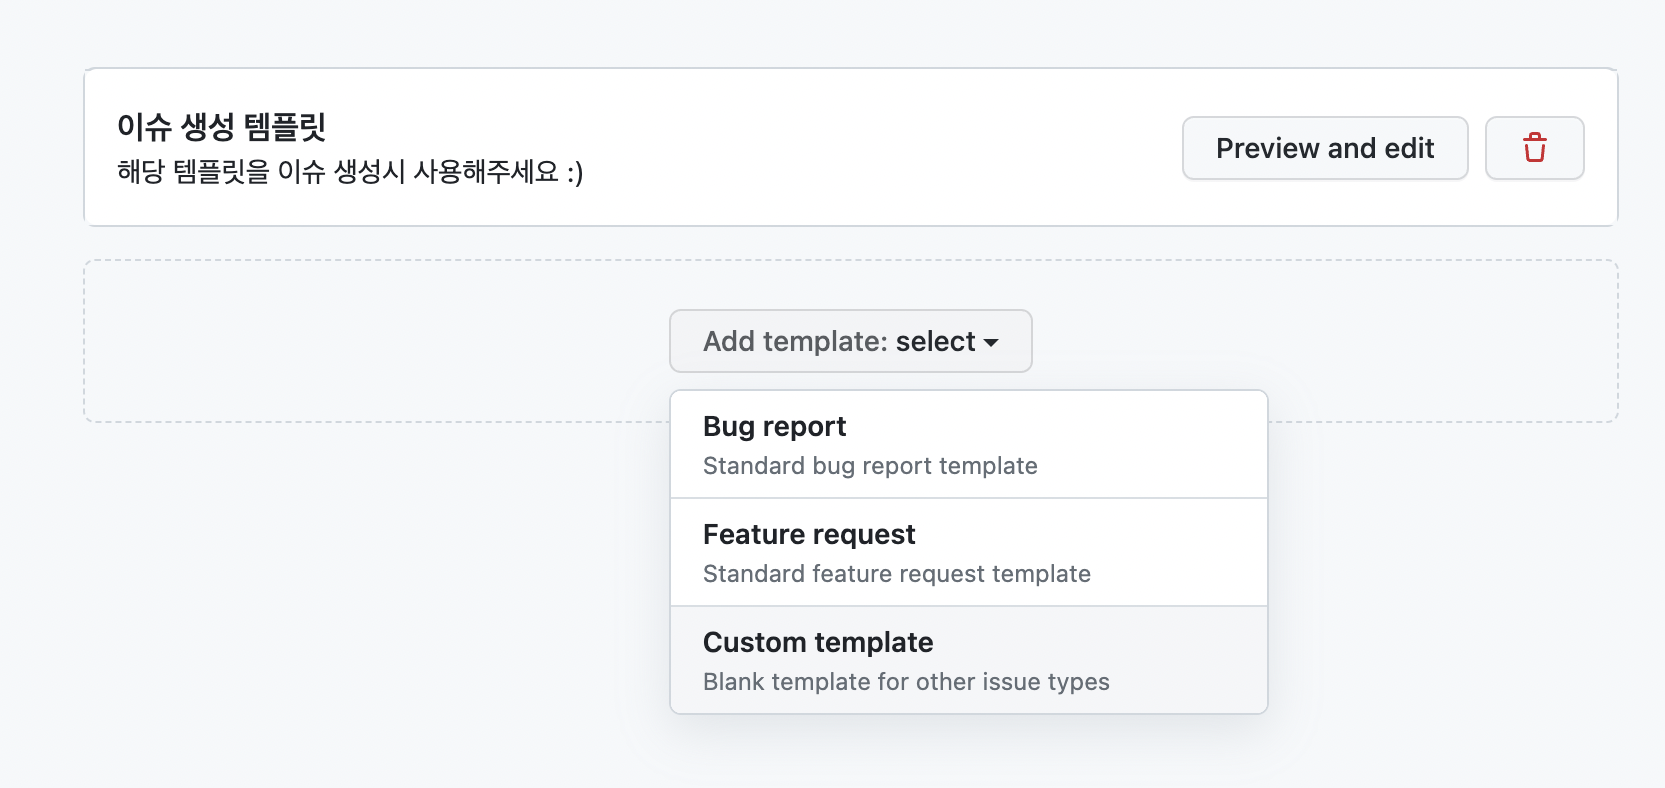 이슈 생성 템플릿
해당 템플릿을 이슈 생성시 사용해주세요 :)
Preview and edit
Add template: select
Bug report
Standard bug report template
Feature request
Standard feature request template
Custom template
Blank template for other issue types